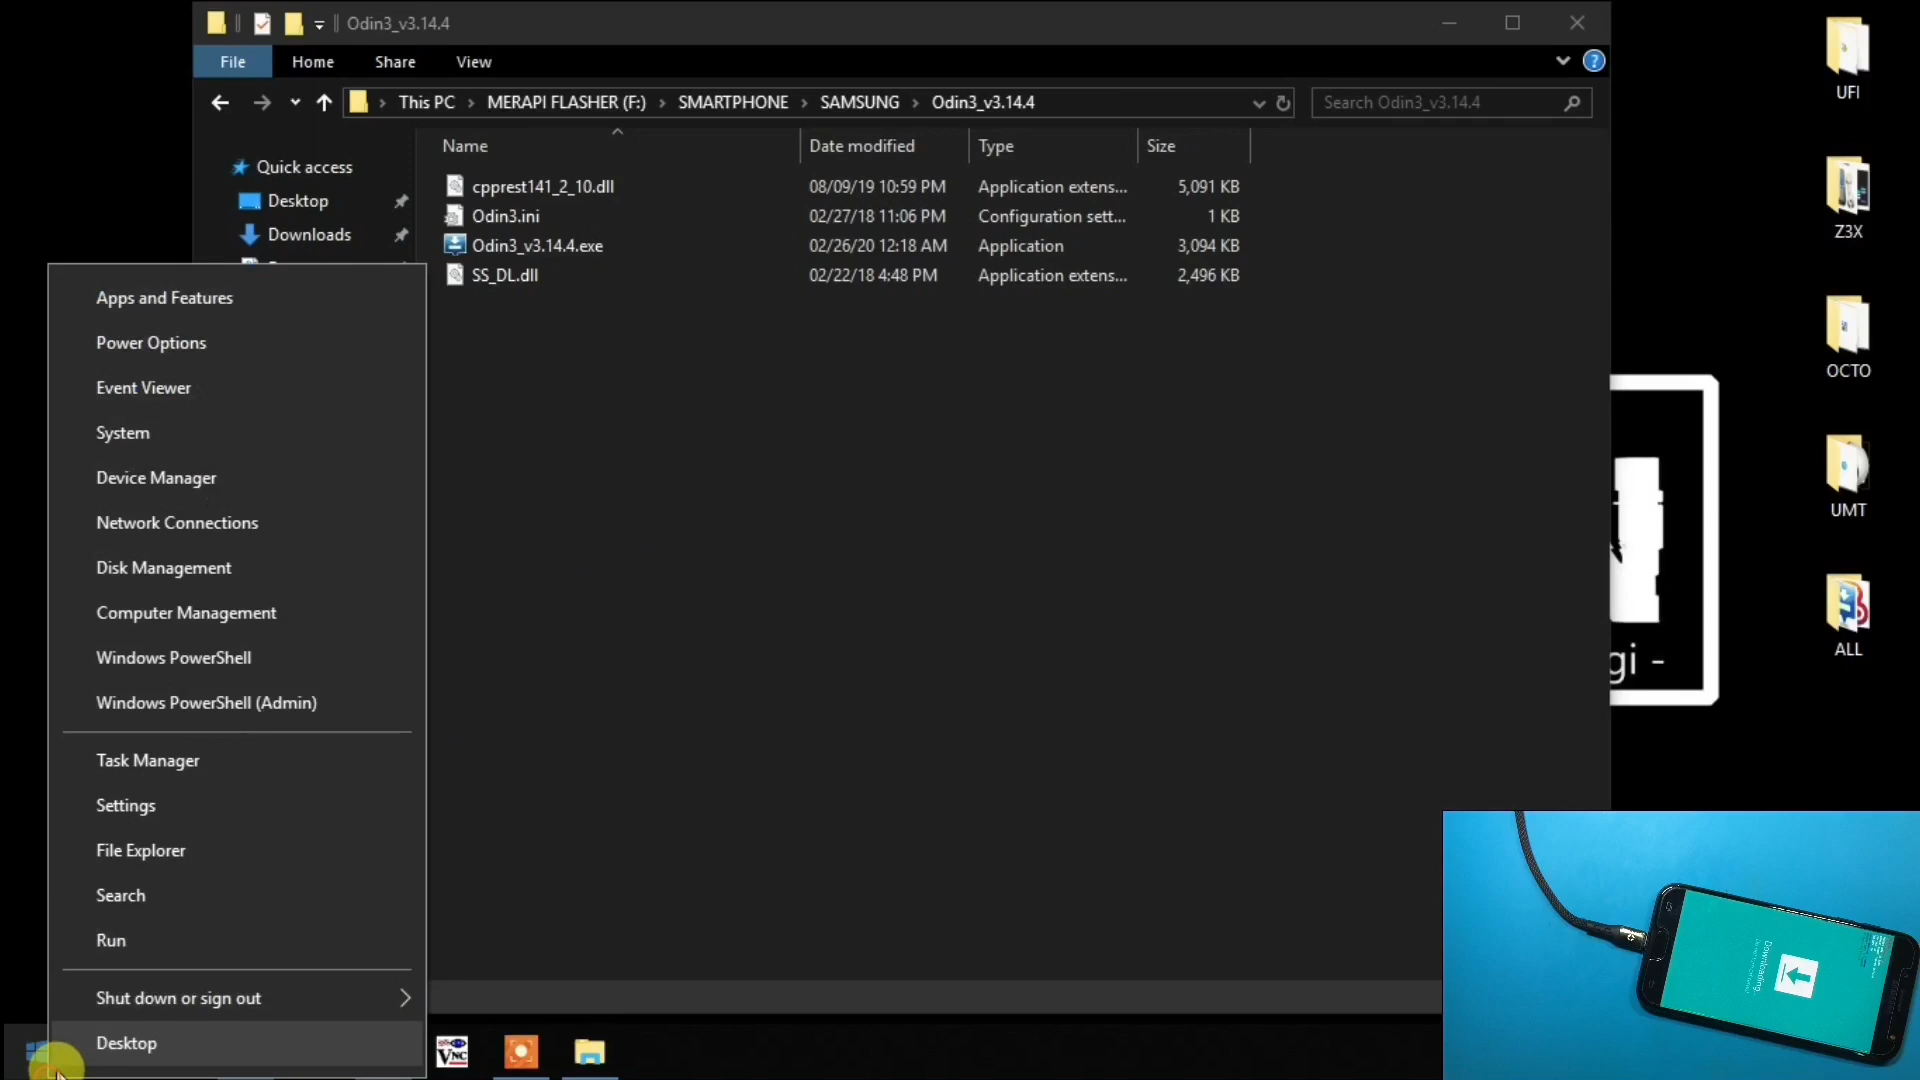 Odin3_v3.14.4
File Home Share View
This PC MERAPI FLASHER (F:) SMARTPHONE SAMSUNG Odin3_v3.14.4
Search Odin3_v3.14.4
Name Date modified Type Size
Quick access
Desktop
Downloads
cpprest141_2_10.dll 08/09/19 10:59 PM Application extens... 5,091 KB
Odin3.ini 02/27/18 11:06 PM Configuration sett... 1 KB
Odin3_v3.14.4.exe 02/26/20 12:18 AM Application 3,094 KB
SS_DL.dll 02/22/18 4:48 PM Application extens... 2,496 KB
Apps and Features
Power Options
Event Viewer
System
Device Manager
Network Connections
Disk Management
Computer Management
Windows PowerShell
Windows PowerShell (Admin)
Task Manager
Settings
File Explorer
Search
Run
Shut down or sign out
Desktop
VNC
UFI
Z3X
OCTO
UMT
ALL
gi -
Downloading...